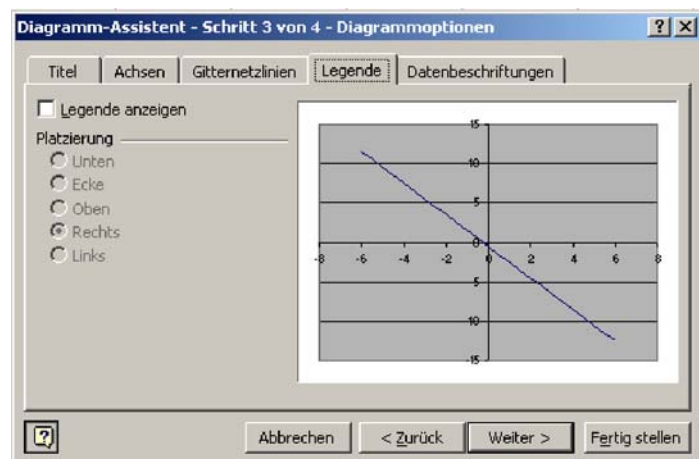 Diagramm-Assistent - Schritt 3 von 4 - Diagrammoptionen
Titel Achsen Gitternetzlinien Legende Datenbeschriftungen
Legende anzeigen
Platzierung
Unten
Ecke
Oben
Rechts
Links
15
10
5
0
-8 -6 -4 -2 0 2 4 6 8
-5
-10
-15
Abbrechen < Zurück Weiter > Fertig stellen